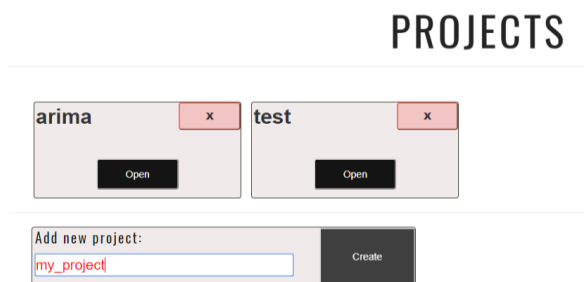 PROJECTS
arima x test x
Open Open
Add new project:
my_project Create